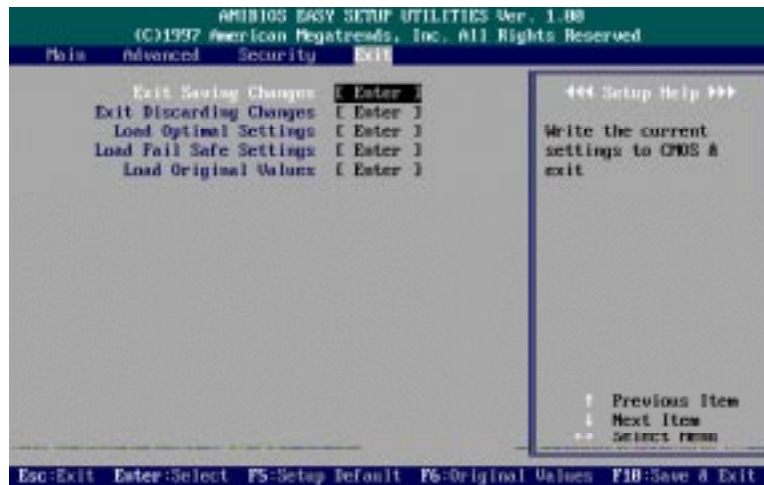 AMIBIOS EASY SETUP UTILITIES Ver. 1.00
(C)1997 American Megatrends, Inc. All Rights Reserved
Main Advanced Security Exit
Exit Saving Changes [ Enter ]
Exit Discarding Changes [ Enter ]
Load Optimal Settings [ Enter ]
Load Fail Safe Settings [ Enter ]
Load Original Values [ Enter ]
Setup Help
Write the current
settings to CMOS &
exit
↑ Previous Item
↓ Next Item
Select Menu
Esc:Exit Enter:Select F5:Setup Default F6:Original Values F10:Save & Exit